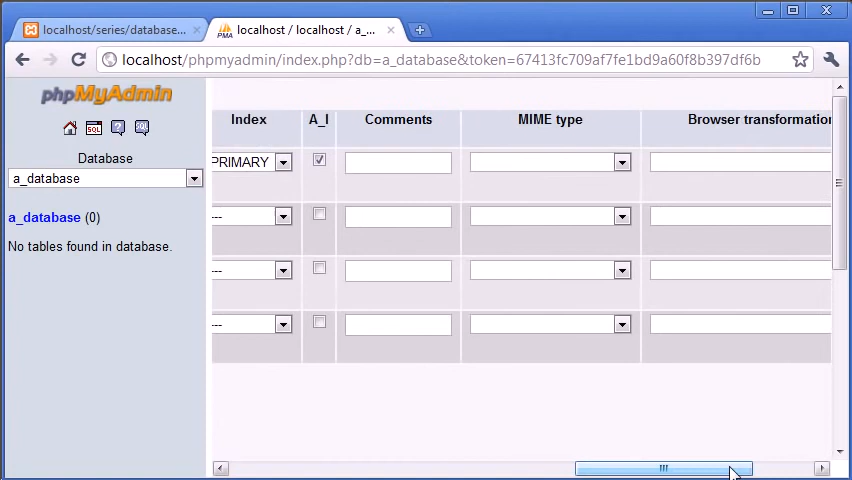 localhost/series/database...
localhost / localhost / a_...
localhost/phpmyadmin/index.php?db=a_database&token=67413fc709af7fe1bd9a60f8b397df6b
phpMyAdmin
SQL
Database
a_database
a_database (0)
No tables found in database.
Index A_I Comments MIME type Browser transformation
PRIMARY
---
---
---